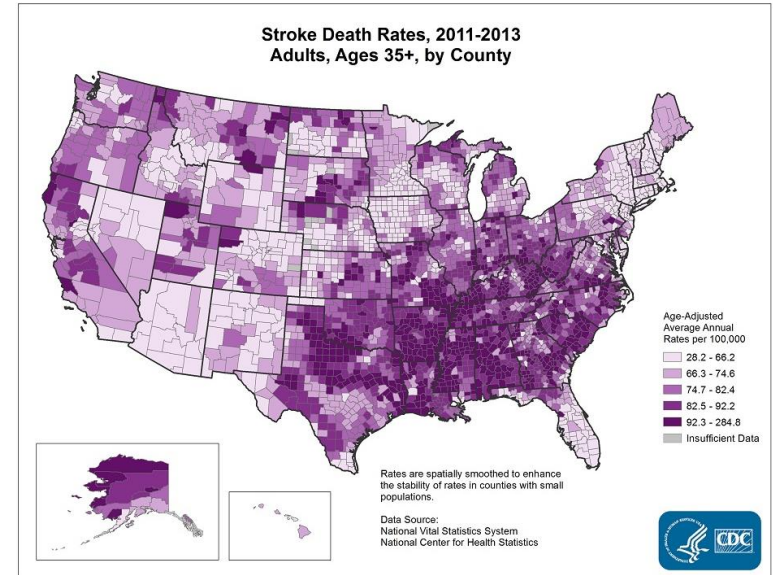 Stroke Death Rates, 2011-2013
Adults, Ages 35+, by County
Age-Adjusted
Average Annual
Rates per 100,000
28.2 - 66.2
66.3 - 74.6
74.7 - 82.4
82.5 - 92.2
92.3 - 284.8
Insufficient Data
Rates are spatially smoothed to enhance
the stability of rates in counties with small
populations.
Data Source:
National Vital Statistics System
National Center for Health Statistics
CDC